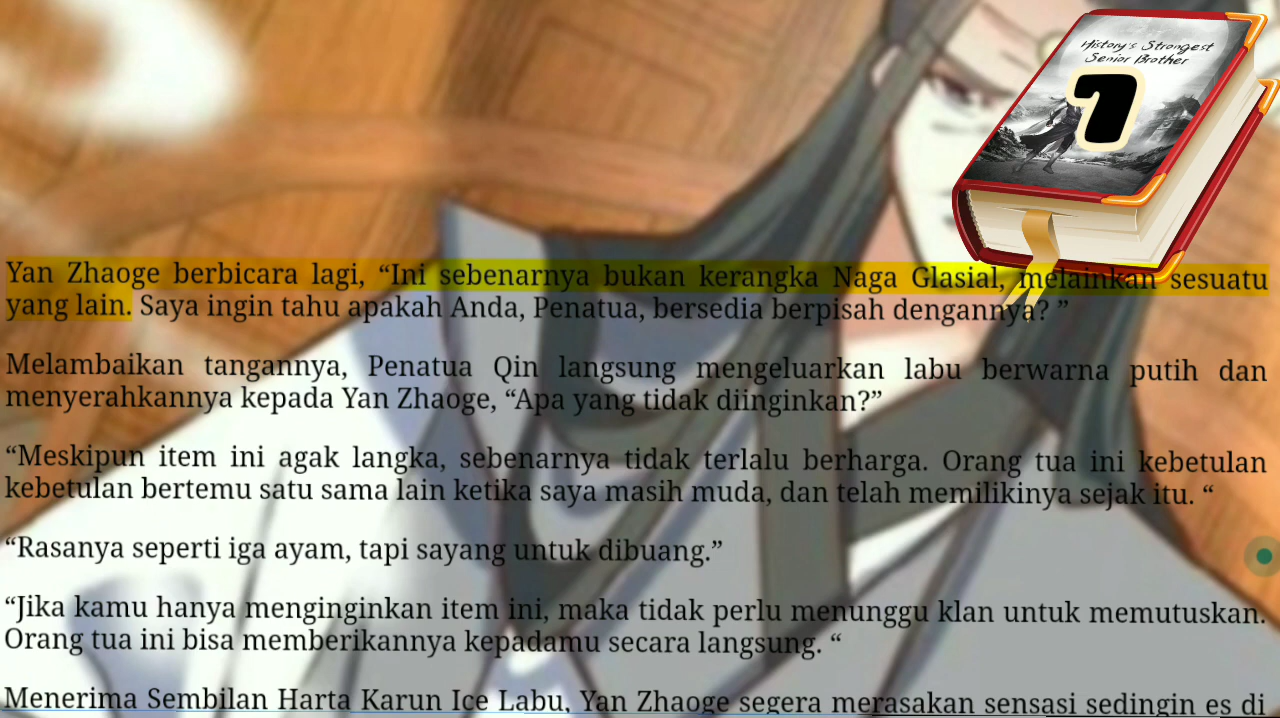 History's Strongest
Senior Brother
7
Yan Zhaoge berbicara lagi, “Ini sebenarnya bukan kerangka Naga Glasial, melainkan sesuatu
yang lain. Saya ingin tahu apakah Anda, Penatua, bersedia berpisah dengannya? ”
Melambaikan tangannya, Penatua Qin langsung mengeluarkan labu berwarna putih dan
menyerahkannya kepada Yan Zhaoge, “Apa yang tidak diinginkan?”
“Meskipun item ini agak langka, sebenarnya tidak terlalu berharga. Orang tua ini kebetulan
kebetulan bertemu satu sama lain ketika saya masih muda, dan telah memilikinya sejak itu. “
“Rasanya seperti iga ayam, tapi sayang untuk dibuang.”
“Jika kamu hanya menginginkan item ini, maka tidak perlu menunggu klan untuk memutuskan.
Orang tua ini bisa memberikannya kepadamu secara langsung. “
Menerima Sembilan Harta Karun Ice Labu, Yan Zhaoge segera merasakan sensasi sedingin es di